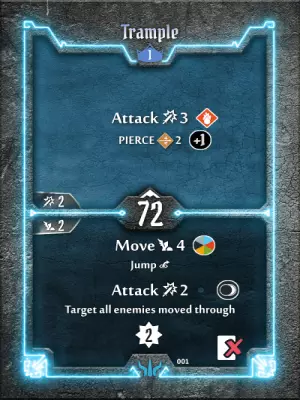 Trample
1
Attack 3
PIERCE 2 +1
2
72
2
Move 4
Jump
Attack 2
Target all enemies moved through
2
001